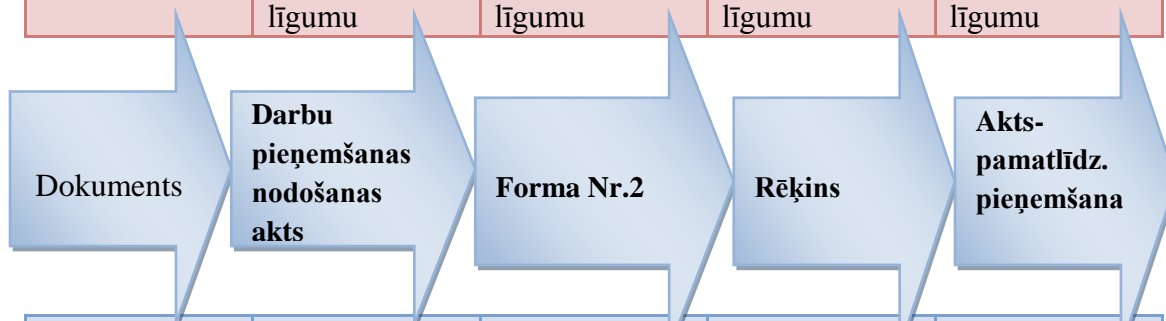 līgumu līgumu līgumu līgumu
Dokuments
Darbu
pieņemšanas
nodošanas
akts
Forma Nr.2
Rēķins
Akts-
pamatlīdz.
pieņemšana